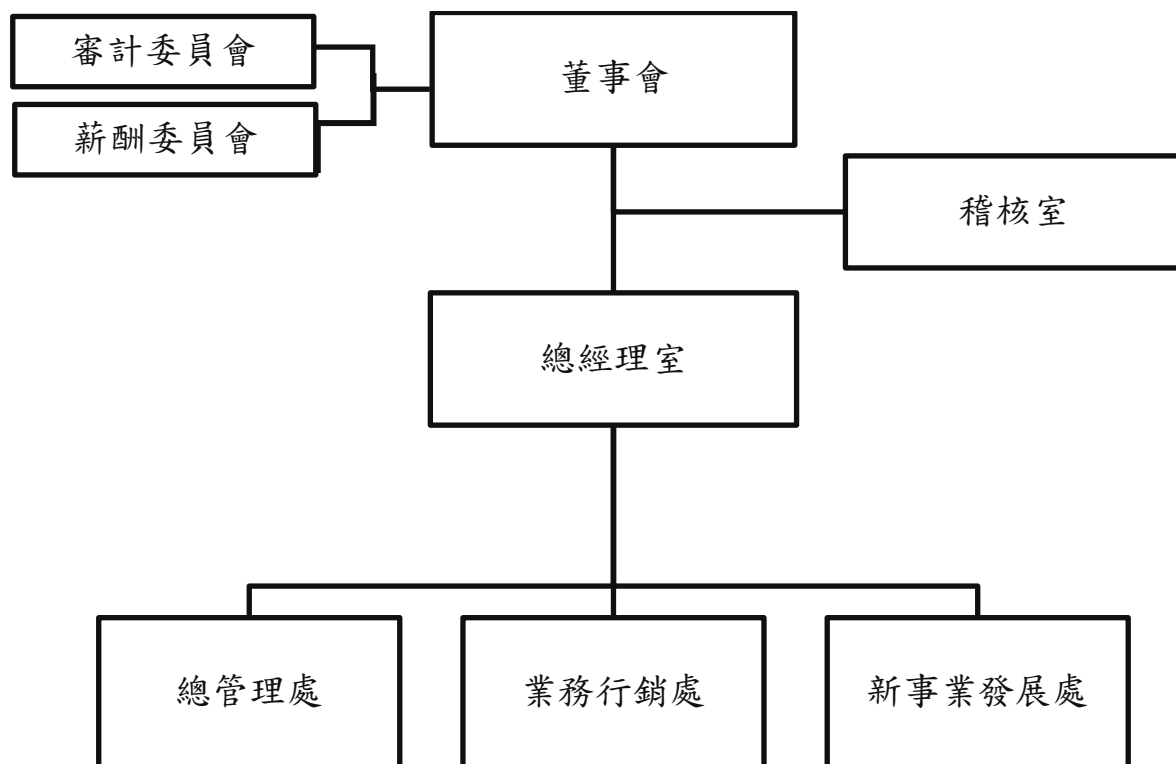 審計委員會
薪酬委員會
董事會
稽核室
總經理室
總管理處
業務行銷處
新事業發展處